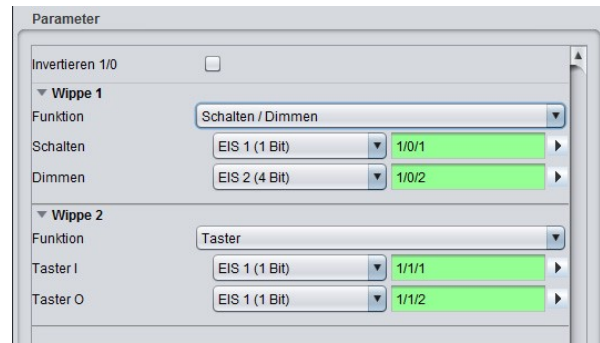 Parameter
Invertieren 1/0
Wippe 1
Funktion Schalten / Dimmen
Schalten EIS 1 (1 Bit) 1/0/1
Dimmen EIS 2 (4 Bit) 1/0/2
Wippe 2
Funktion Taster
Taster I EIS 1 (1 Bit) 1/1/1
Taster O EIS 1 (1 Bit) 1/1/2